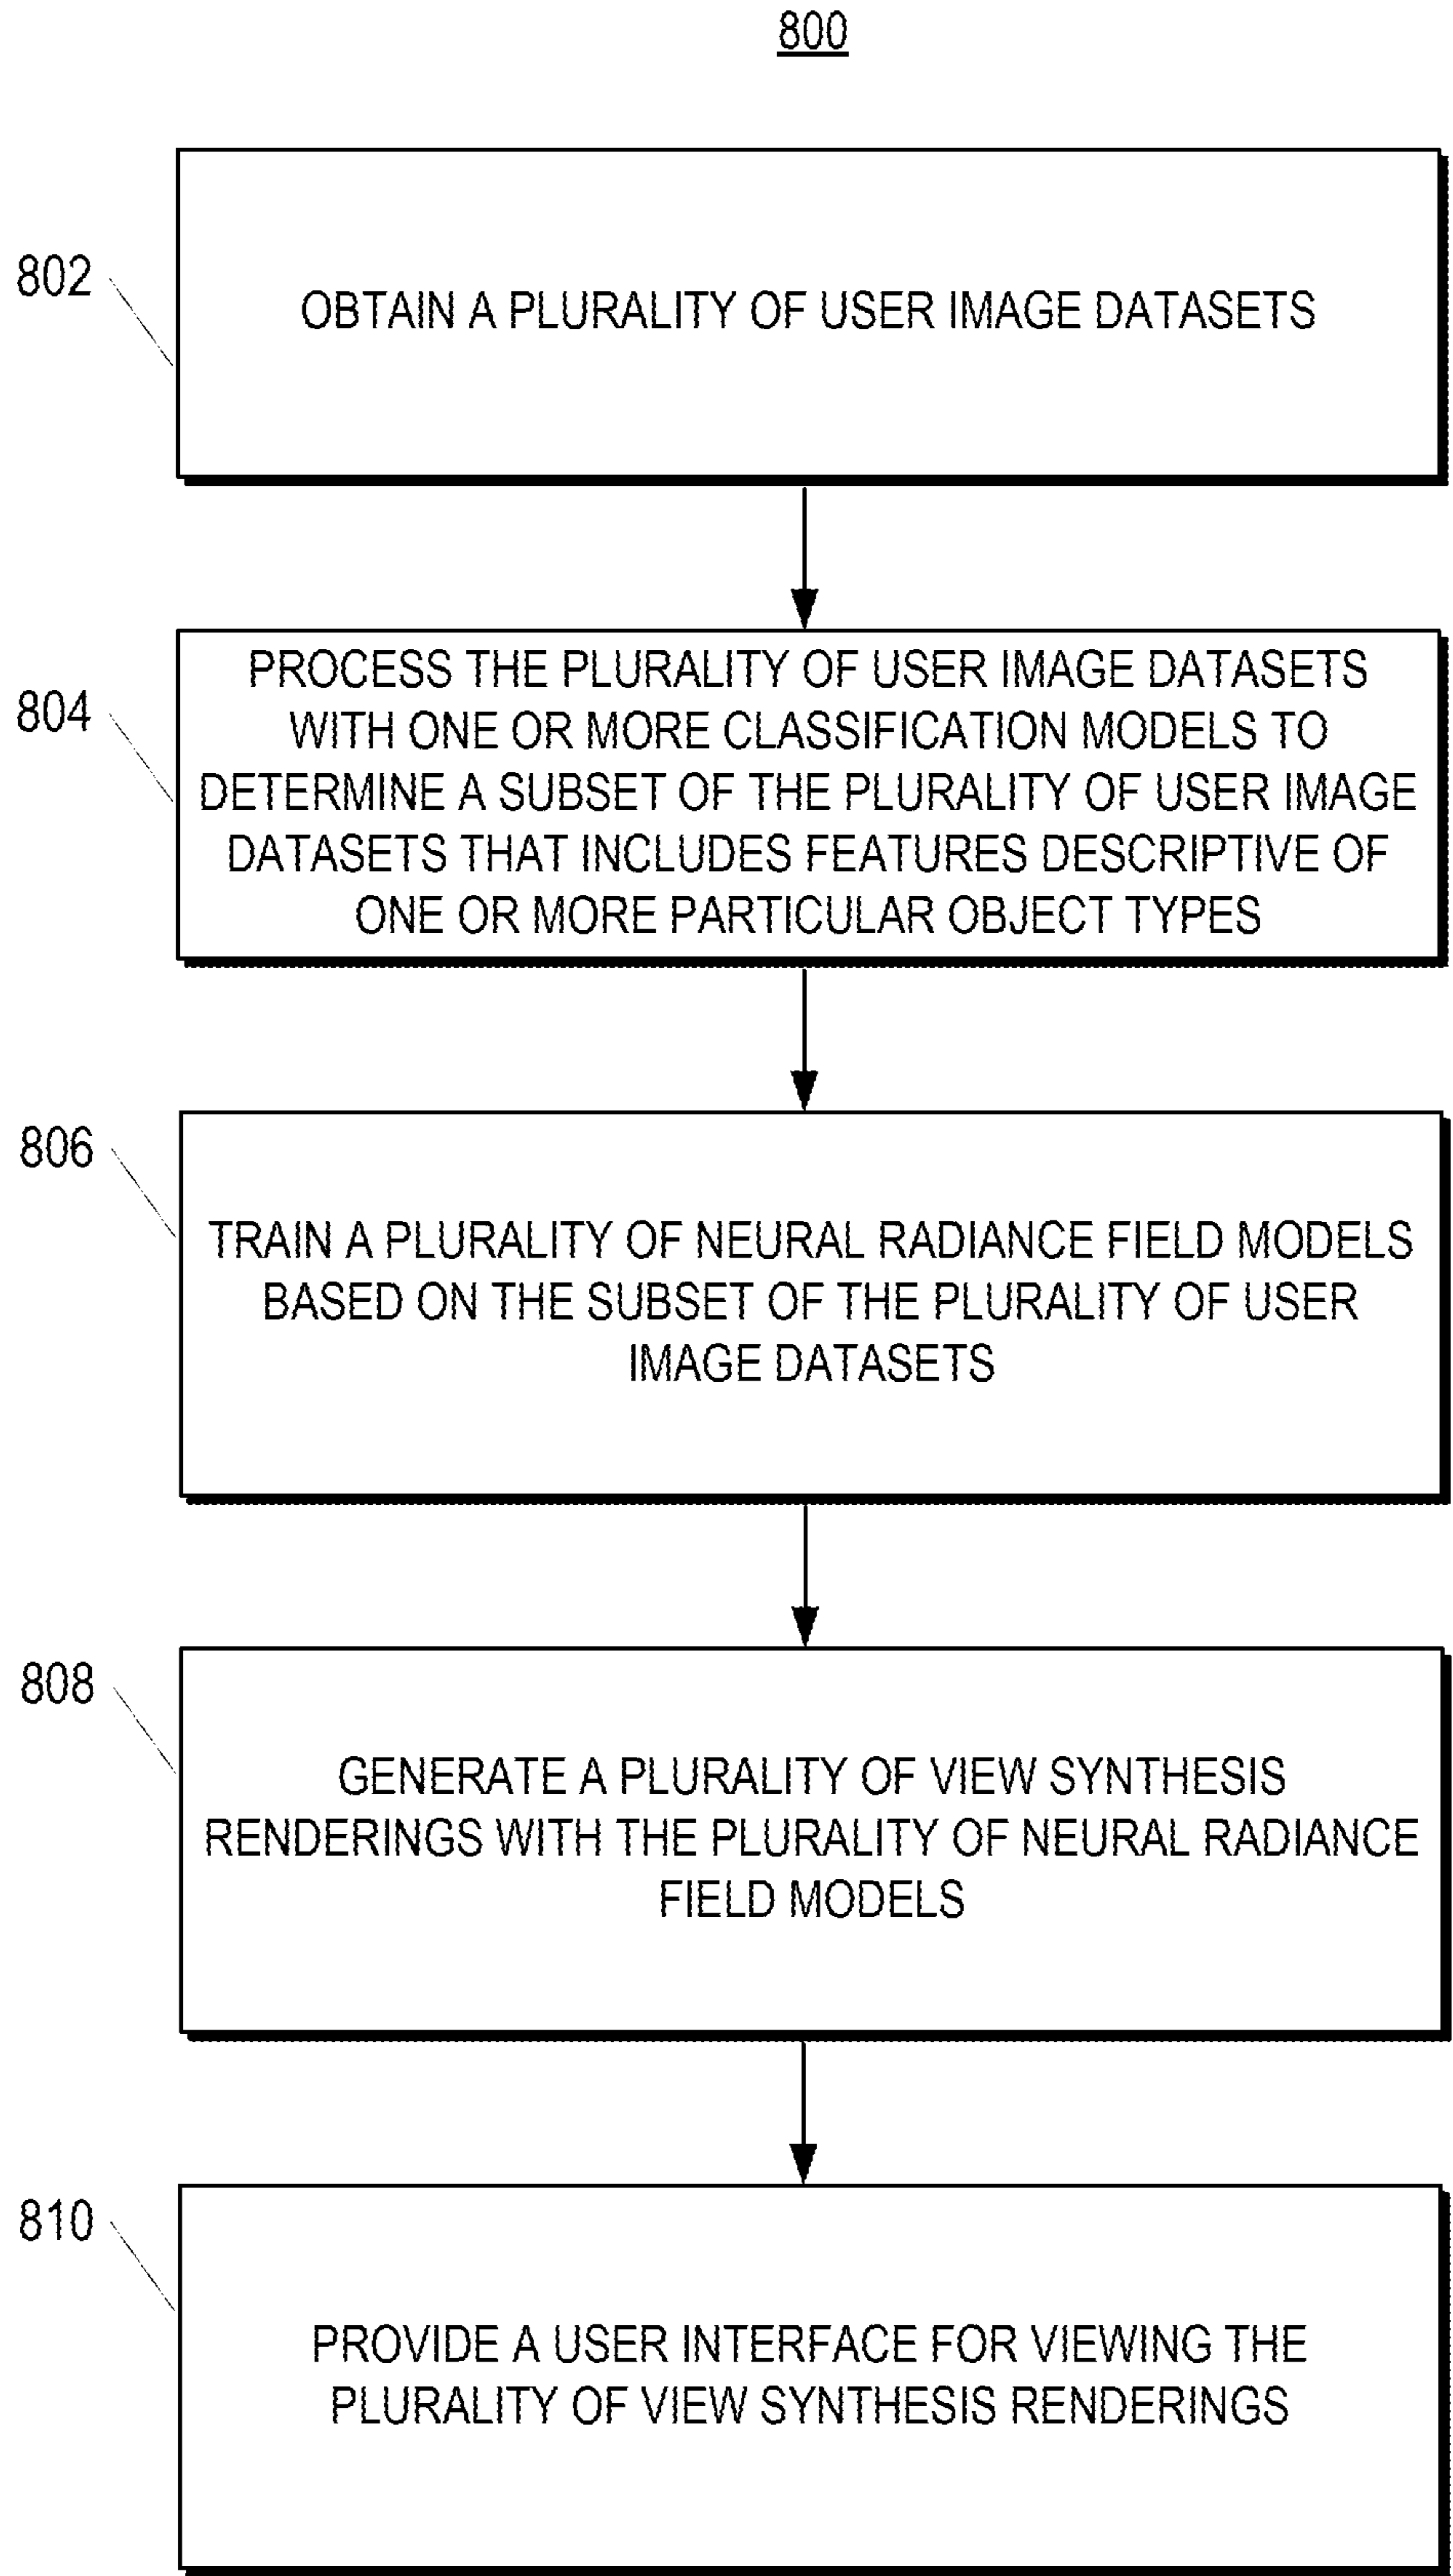 800
802
OBTAIN A PLURALITY OF USER IMAGE DATASETS
804
PROCESS THE PLURALITY OF USER IMAGE DATASETS
WITH ONE OR MORE CLASSIFICATION MODELS TO
DETERMINE A SUBSET OF THE PLURALITY OF USER IMAGE
DATASETS THAT INCLUDES FEATURES DESCRIPTIVE OF
ONE OR MORE PARTICULAR OBJECT TYPES
806
TRAIN A PLURALITY OF NEURAL RADIANCE FIELD MODELS
BASED ON THE SUBSET OF THE PLURALITY OF USER
IMAGE DATASETS
808
GENERATE A PLURALITY OF VIEW SYNTHESIS
RENDERINGS WITH THE PLURALITY OF NEURAL RADIANCE
FIELD MODELS
810
PROVIDE A USER INTERFACE FOR VIEWING THE
PLURALITY OF VIEW SYNTHESIS RENDERINGS